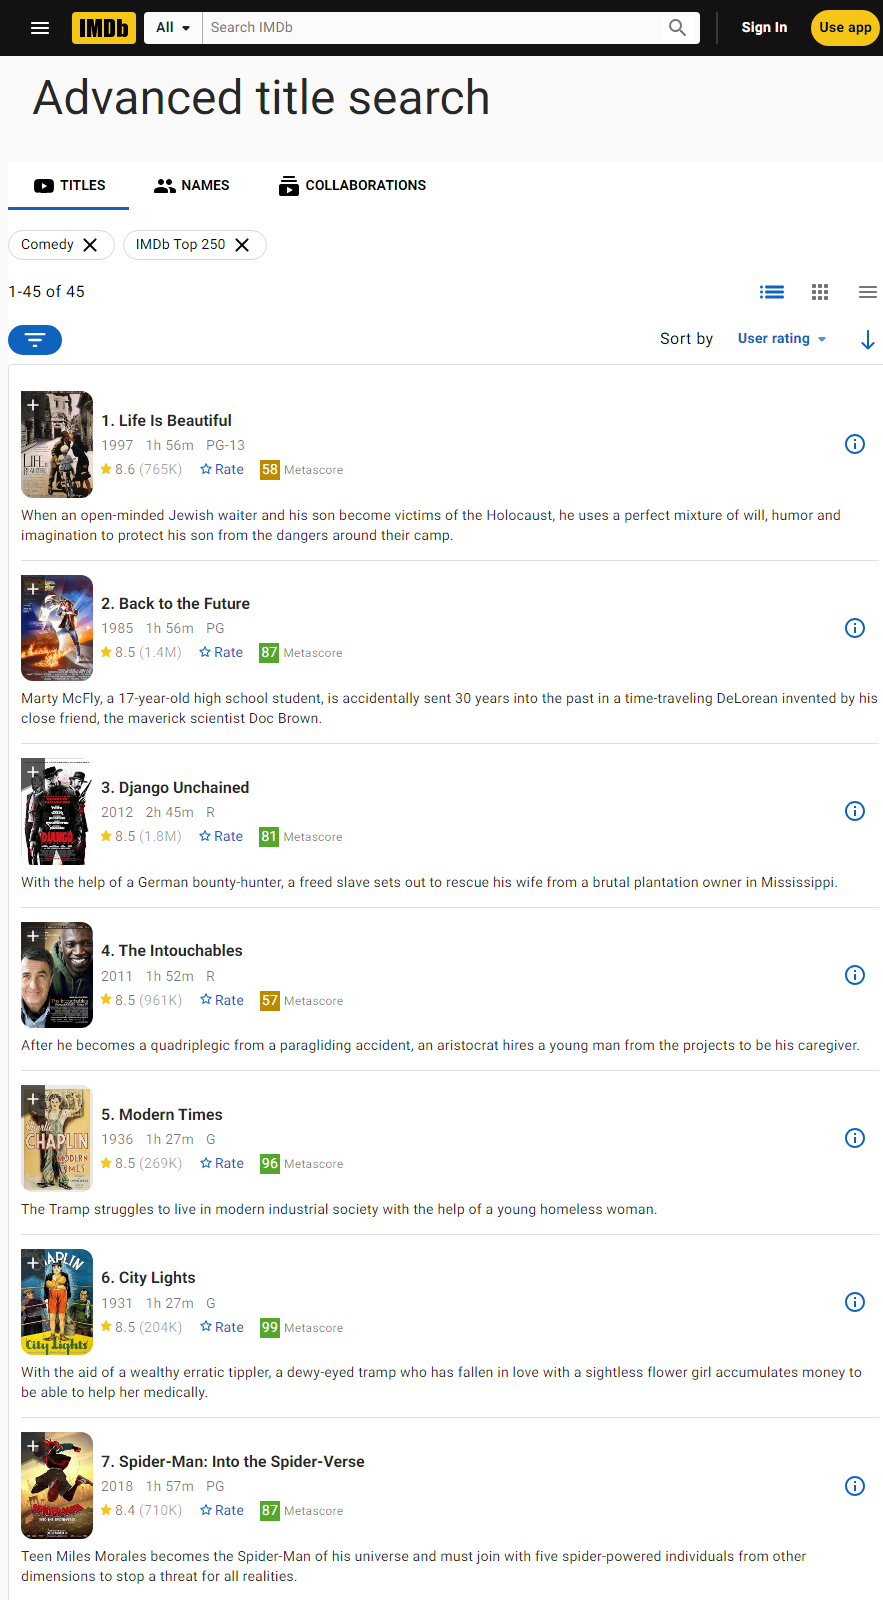 IMDb All Search IMDb Sign In Use app
Advanced title search
TITLES NAMES COLLABORATIONS
Comedy IMDb Top 250
1-45 of 45
Sort by User rating
1. Life Is Beautiful
1997 1h 56m PG-13
8.6 (765K) Rate 58 Metascore
When an open-minded Jewish waiter and his son become victims of the Holocaust, he uses a perfect mixture of will, humor and
imagination to protect his son from the dangers around their camp.
2. Back to the Future
1985 1h 56m PG
8.5 (1.4M) Rate 87 Metascore
Marty McFly, a 17-year-old high school student, is accidentally sent 30 years into the past in a time-traveling DeLorean invented by his
close friend, the maverick scientist Doc Brown.
DJANGO
3. Django Unchained
2012 2h 45m R
8.5 (1.8M) Rate 81 Metascore
With the help of a German bounty-hunter, a freed slave sets out to rescue his wife from a brutal plantation owner in Mississippi.
4. The Intouchables
2011 1h 52m R
8.5 (961K) Rate 57 Metascore
After he becomes a quadriplegic from a paragliding accident, an aristocrat hires a young man from the projects to be his caregiver.
Charlie
CHAPLIN
MODERN
TIMES
5. Modern Times
1936 1h 27m G
8.5 (269K) Rate 96 Metascore
The Tramp struggles to live in modern industrial society with the help of a young homeless woman.
City Lights
6. City Lights
1931 1h 27m G
8.5 (204K) Rate 99 Metascore
With the aid of a wealthy erratic tippler, a dewy-eyed tramp who has fallen in love with a sightless flower girl accumulates money to
be able to help her medically.
7. Spider-Man: Into the Spider-Verse
2018 1h 57m PG
8.4 (710K) Rate 87 Metascore
Teen Miles Morales becomes the Spider-Man of his universe and must join with five spider-powered individuals from other
dimensions to stop a threat for all realities.